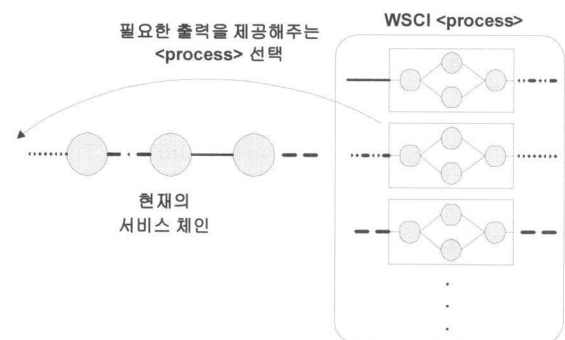 필요한 출력을 제공해주는
<process> 선택
WSCI <process>
현재의
서비스 체인